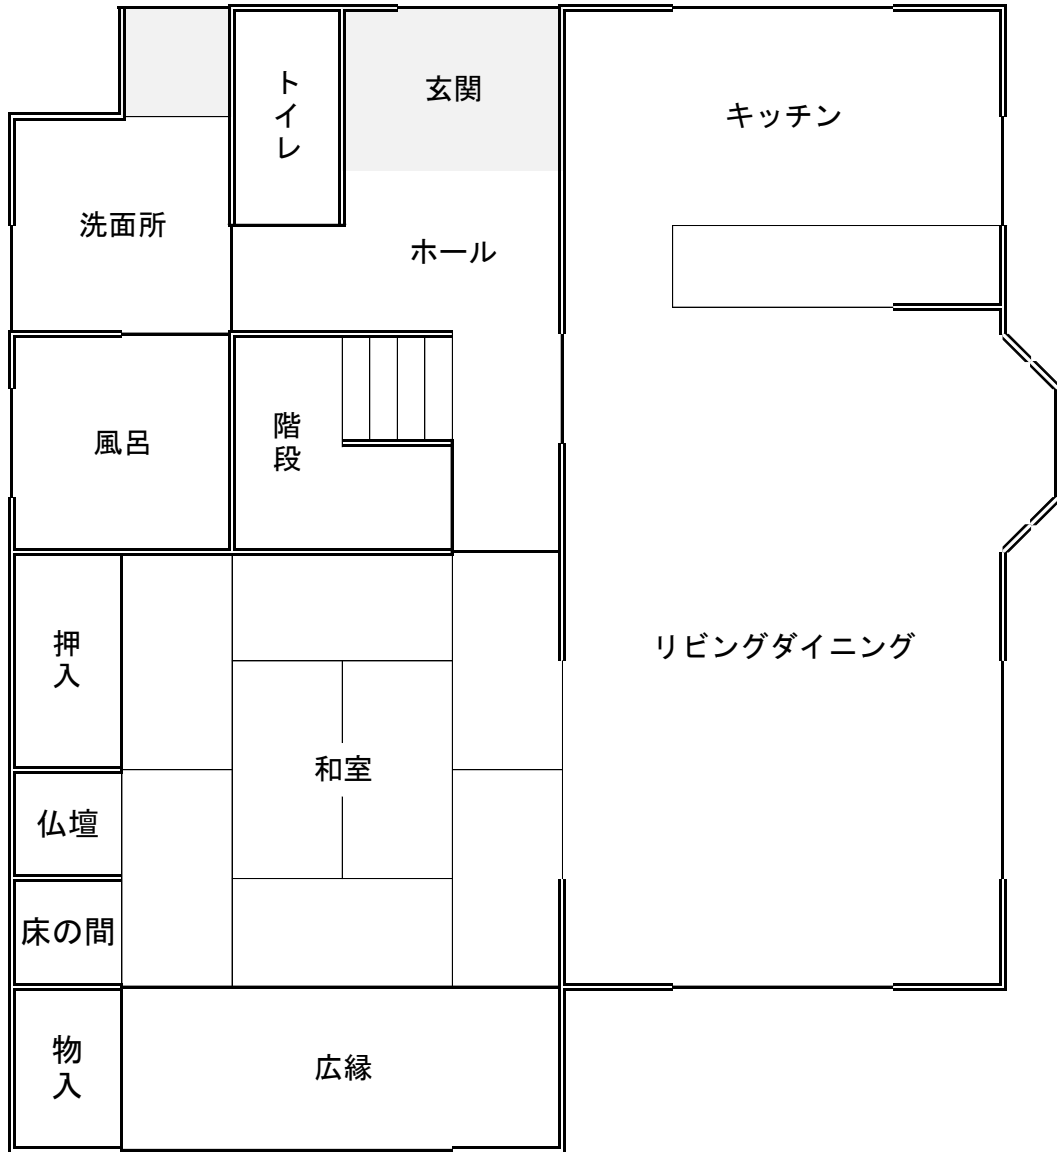 トイレ
玄関
キッチン
洗面所
ホール
風呂
階段
押入
リビングダイニング
和室
仏壇
床の間
物入
広縁